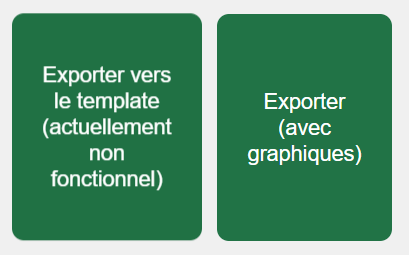 Exporter vers
le template
(actuellement
non
fonctionnel)
Exporter
(avec
graphiques)